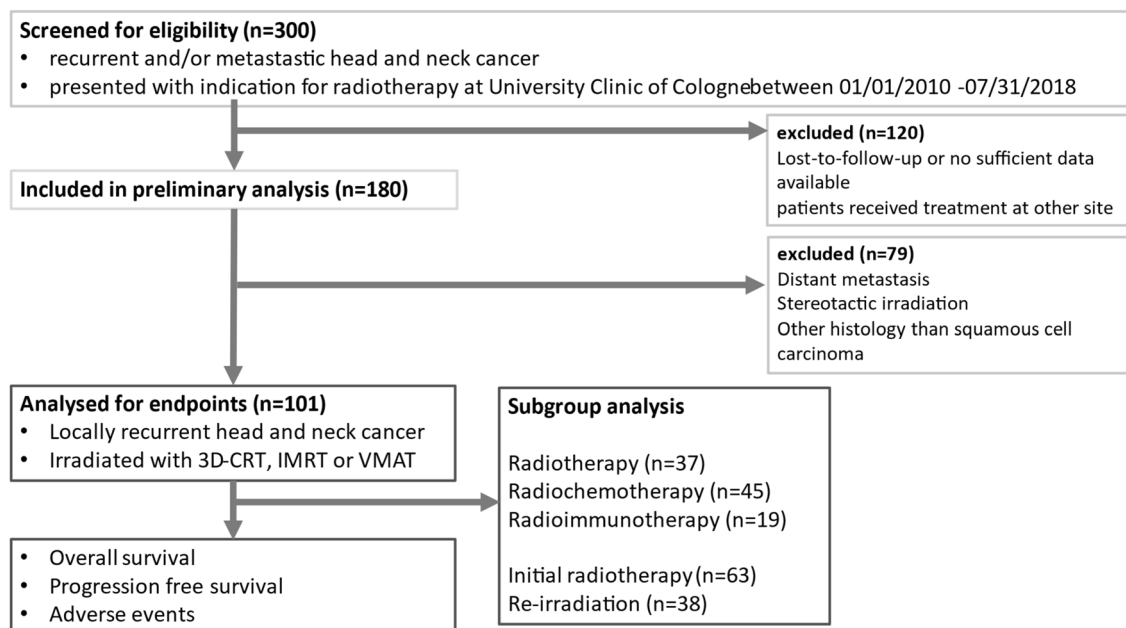 Screened for eligibility (n=300)
• recurrent and/or metastastic head and neck cancer
• presented with indication for radiotherapy at University Clinic of Colognebetween 01/01/2010 -07/31/2018
excluded (n=120)
Lost-to-follow-up or no sufficient data
available
patients received treatment at other site
Included in preliminary analysis (n=180)
excluded (n=79)
Distant metastasis
Stereotactic irradiation
Other histology than squamous cell
carcinoma
Analysed for endpoints (n=101)
• Locally recurrent head and neck cancer
• Irradiated with 3D-CRT, IMRT or VMAT
Subgroup analysis
Radiotherapy (n=37)
Radiochemotherapy (n=45)
Radioimmunotherapy (n=19)
Initial radiotherapy (n=63)
Re-irradiation (n=38)
• Overall survival
• Progression free survival
• Adverse events